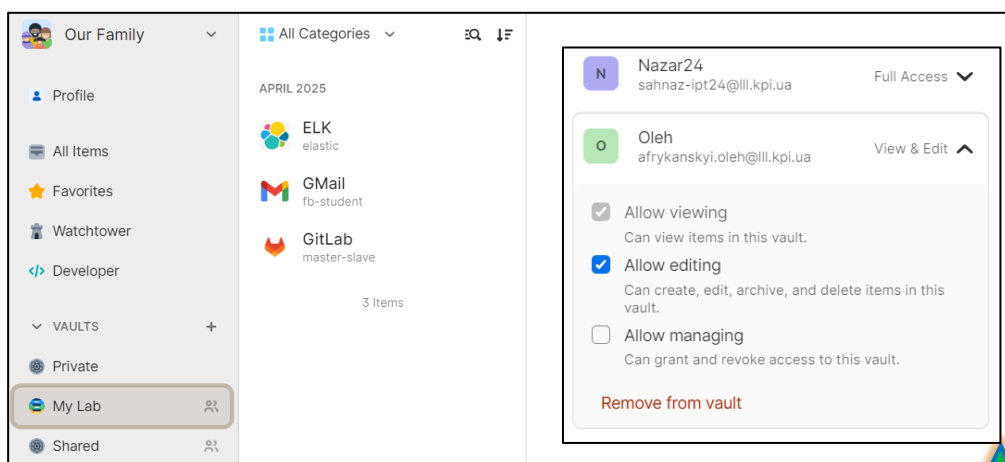 Our Family
Profile
All Items
Favorites
Watchtower
Developer
VAULTS
Private
My Lab
Shared
All Categories
APRIL 2025
ELK
elastic
GMail
fb-student
GitLab
master-slave
3 Items
N
Nazar24
sahnaz-ipt24@lll.kpi.ua
Full Access
O
Oleh
afrykanskyi.oleh@lll.kpi.ua
View & Edit
Allow viewing
Can view items in this vault.
Allow editing
Can create, edit, archive, and delete items in this
vault.
Allow managing
Can grant and revoke access to this vault.
Remove from vault